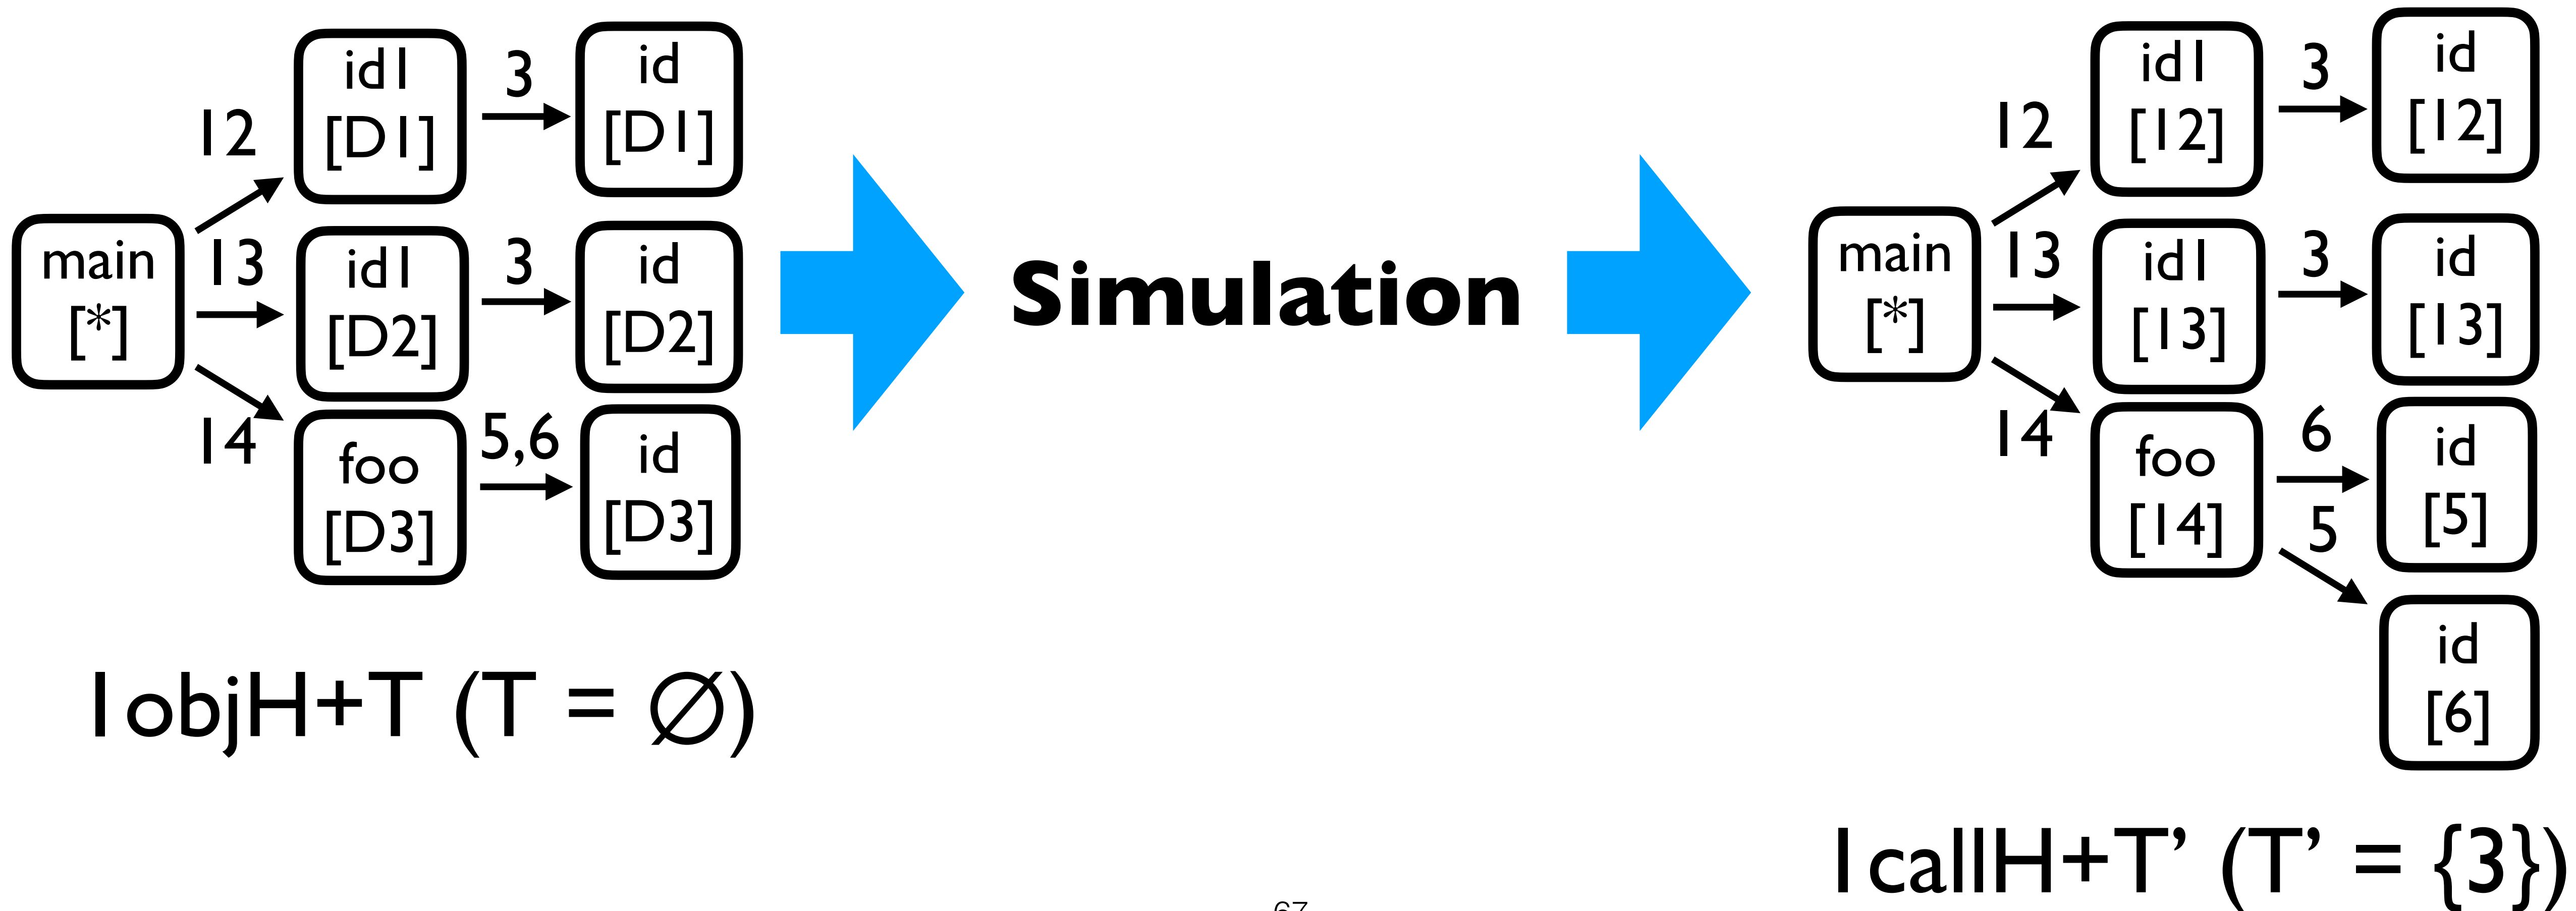 id1
[D1]
3
id
[D1]
12
main
[*]
13
id1
[D2]
3
id
[D2]
14
foo
[D3]
5,6
id
[D3]
1objH+T (T = ∅)
Simulation
id1
[12]
3
id
[12]
12
main
[*]
13
id1
[13]
3
id
[13]
14
foo
[14]
6
id
[5]
5
id
[6]
1callH+T’ (T’ = {3})
67